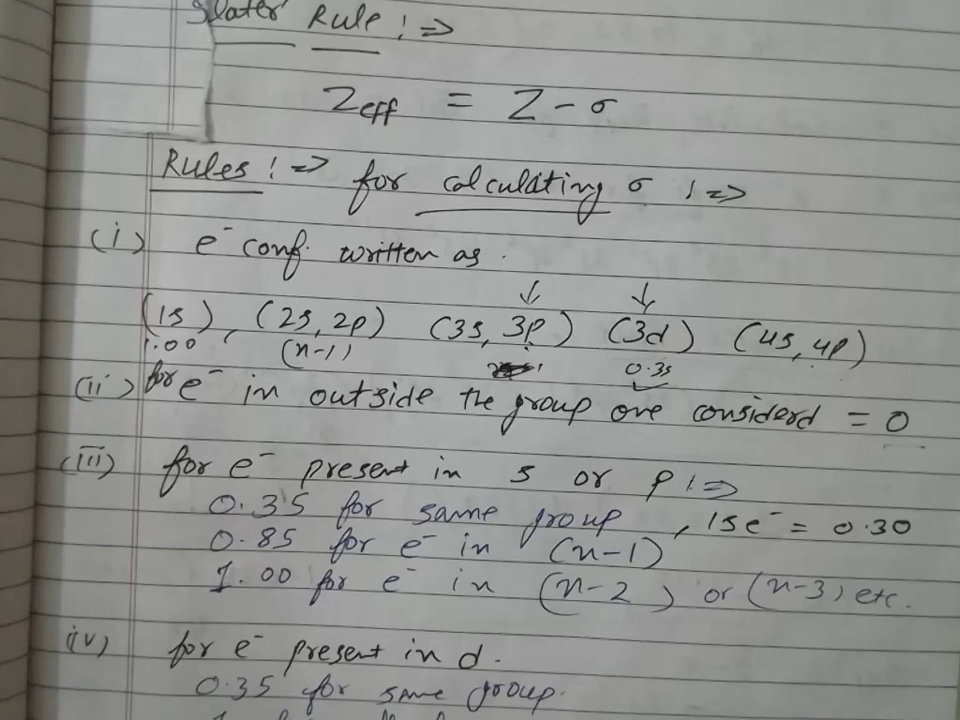 Slater Rule :⇒
Zeff = Z - σ
Rules :⇒ for calculating σ :⇒
(i) e⁻ conf. written as.
↓ ↓
(1s), (2s, 2p) (3s, 3p) (3d) (4s, 4p)
1.00 (n-1) 0.35
(ii) for e⁻ in outside the group are considerd = 0
(iii) for e⁻ present in s or p :⇒
0.35 for same group, 1s e⁻ = 0.30
0.85 for e⁻ in (n-1)
1.00 for e⁻ in (n-2) or (n-3) etc.
(iv) for e⁻ present in d.
0.35 for same group.